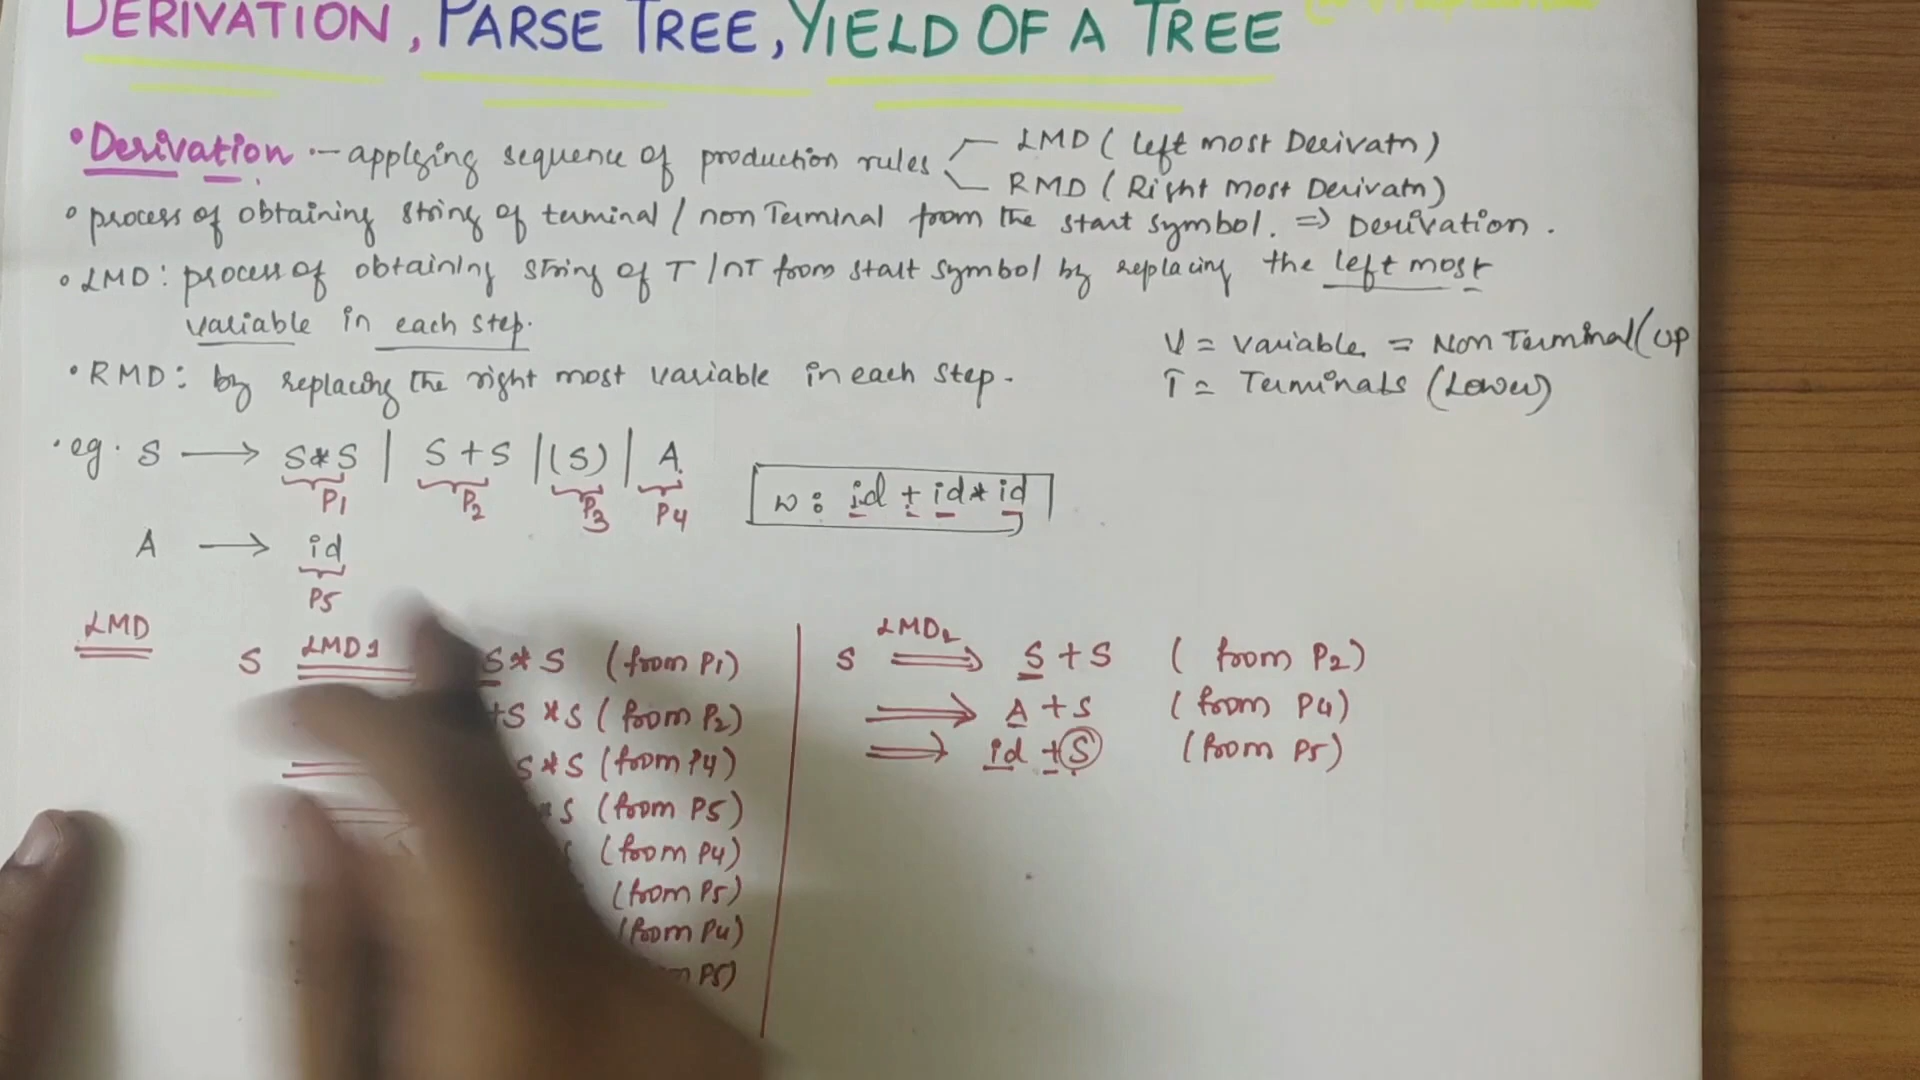 DERIVATION, PARSE TREE, YIELD OF A TREE
• Derivation :- applying sequence of production rules
LMD ( left most Derivatn)
RMD ( Right most Derivatn)
◦ process of obtaining string of terminal / non Terminal from the start symbol. => Derivation .
◦ LMD : process of obtaining string of T / nT from start symbol by replacing the left most
variable in each step.
V = Variable = Non Terminal (Up
• RMD : by replacing the right most variable in each step .
T = Terminals (Lower)
• eg . S → S*S | S+S | (S) | A
P1 P2 P3 P4
w : id + id * id
A → id
P5
LMD
S LMD1 S * S (from P1)
+S * S (from P2)
S * S (from P4)
* S (from P5)
(from P4)
(from P5)
(from P4)
P5)
S LMD2 ⇒ S + S ( from P2)
⇒ A + S ( from P4)
⇒ id + S (from P5)